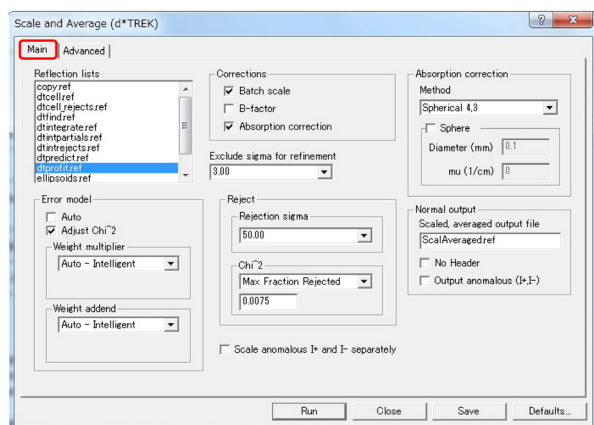 Scale and Average (d*TREK)
Main
Advanced
Reflection lists
copy.ref
dtcell.ref
dtcell_rejects.ref
dtfind.ref
dtintegrate.ref
dtintpartials.ref
dtintrejects.ref
dtpredict.ref
dtprofit.ref
ellipsoids.ref
Corrections
Batch scale
B-factor
Absorption correction
Exclude sigma for refinement
3.00
Absorption correction
Method
Spherical 4,3
Sphere
Diameter (mm) 0.1
mu (1/cm) 0
Error model
Auto
Adjust Chi^2
Weight multiplier
Auto - Intelligent
Weight addend
Auto - Intelligent
Reject
Rejection sigma
50.00
Chi^2
Max Fraction Rejected
0.0075
Normal output
Scaled, averaged output file
ScalAveraged.ref
No Header
Output anomalous (I+,I-)
Scale anomalous I+ and I- separately
Run Close Save Defaults...